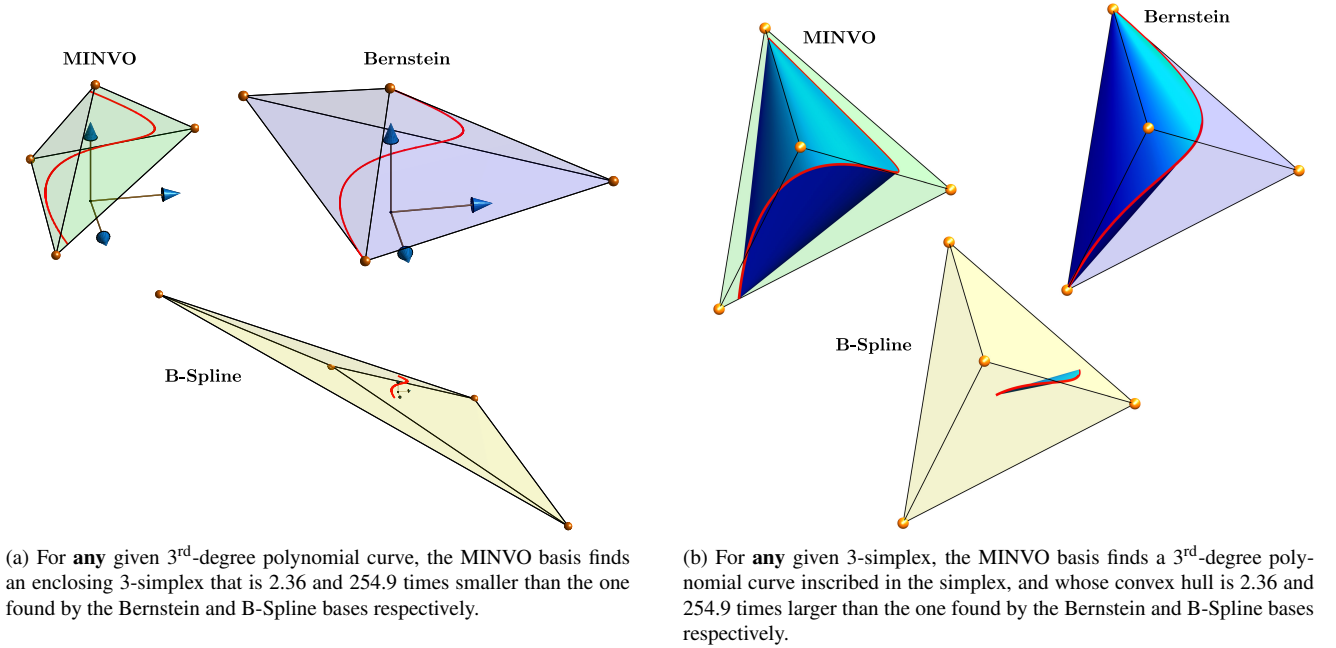 MINVO
Bernstein
B-Spline
(a) For any given 3rd-degree polynomial curve, the MINVO basis finds
an enclosing 3-simplex that is 2.36 and 254.9 times smaller than the one
found by the Bernstein and B-Spline bases respectively.
MINVO
Bernstein
B-Spline
(b) For any given 3-simplex, the MINVO basis finds a 3rd-degree poly-
nomial curve inscribed in the simplex, and whose convex hull is 2.36 and
254.9 times larger than the one found by the Bernstein and B-Spline bases
respectively.